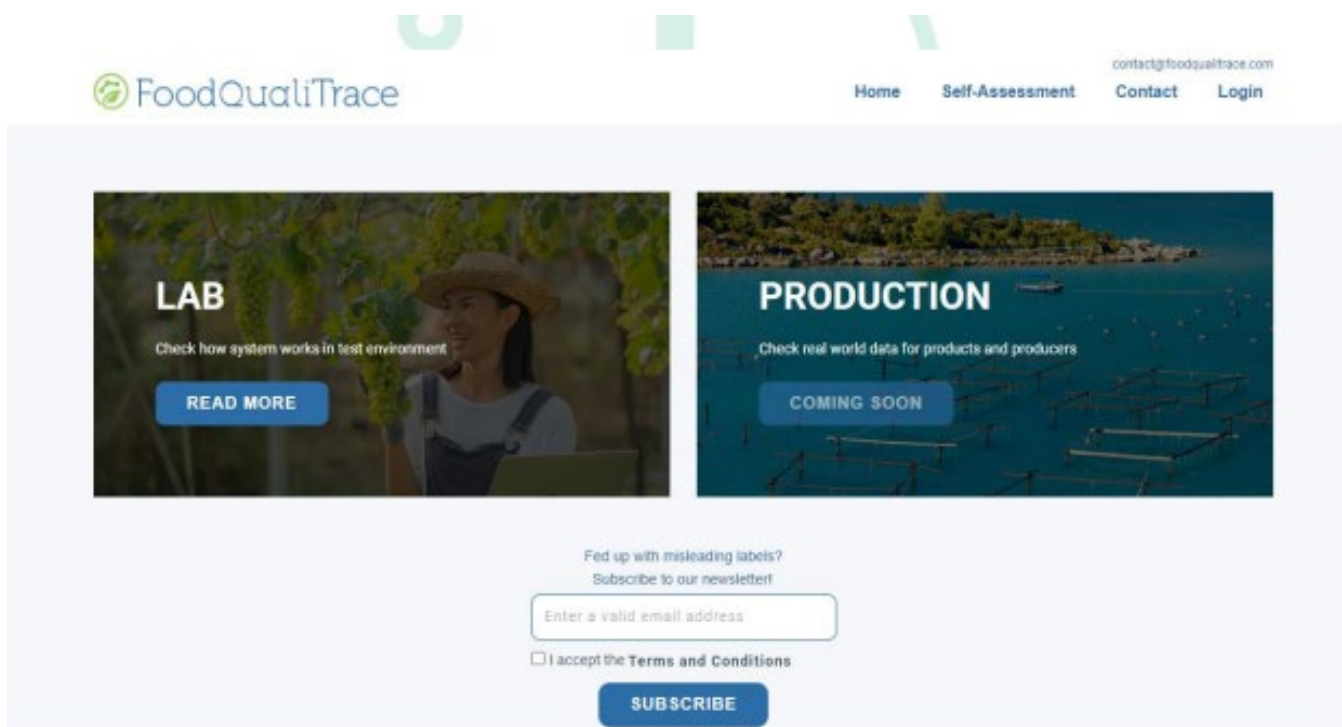 contact@foodqualitrace.com
FoodQualiTrace
Home Self-Assessment Contact Login
LAB
Check how system works in test environment
READ MORE
PRODUCTION
Check real world data for products and producers
COMING SOON
Fed up with misleading labels?
Subscribe to our newsletter!
Enter a valid email address
I accept the Terms and Conditions
SUBSCRIBE